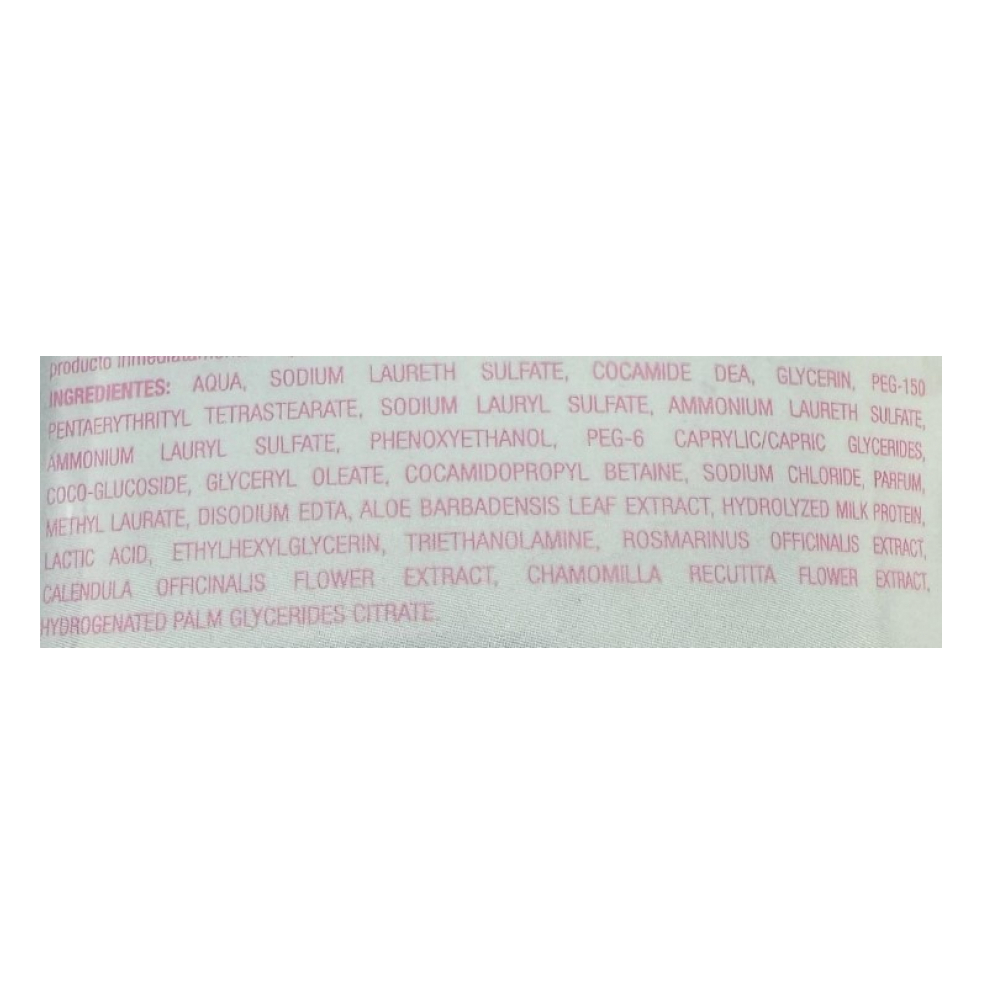 producto
INGREDIENTES: AQUA, SODIUM LAURETH SULFATE, COCAMIDE DEA, GLYCERIN, PEG-150
PENTAERYTHRITYL TETRASTEARATE, SODIUM LAURYL SULFATE, AMMONIUM LAURETH SULFATE,
AMMONIUM LAURYL SULFATE, PHENOXYETHANOL, PEG-6 CAPRYLIC/CAPRIC GLYCERIDES,
COCO-GLUCOSIDE, GLYCERYL OLEATE, COCAMIDOPROPYL BETAINE, SODIUM CHLORIDE, PARFUM,
METHYL LAURATE, DISODIUM EDTA, ALOE BARBADENSIS LEAF EXTRACT, HYDROLYZED MILK PROTEIN,
LACTIC ACID, ETHYLHEXYLGLYCERIN, TRIETHANOLAMINE, ROSMARINUS OFFICINALIS EXTRACT,
CALENDULA OFFICINALIS FLOWER EXTRACT, CHAMOMILLA RECUTITA FLOWER EXTRACT,
HYDROGENATED PALM GLYCERIDES CITRATE.